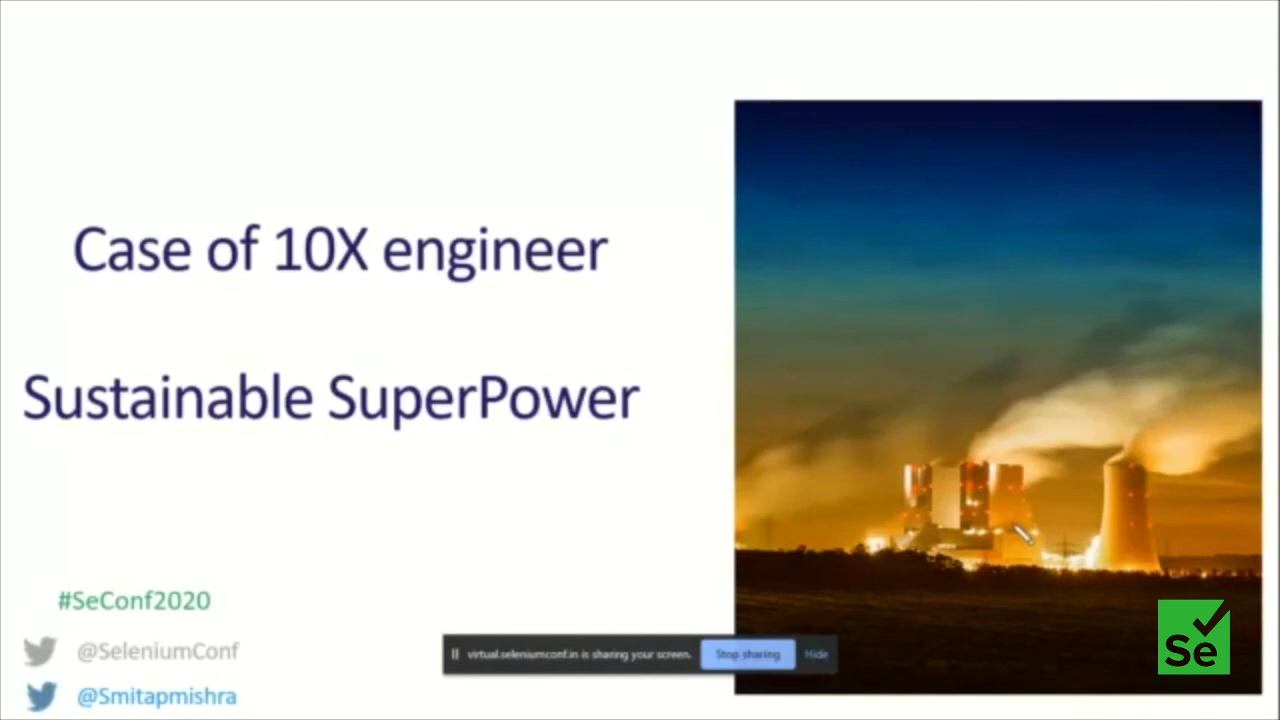 Case of 10X engineer
Sustainable SuperPower
#SeConf2020
@SeleniumConf
@Smitapmishra
virtual.seleniumconf.in is sharing your screen.
Stop sharing
Hide
Se